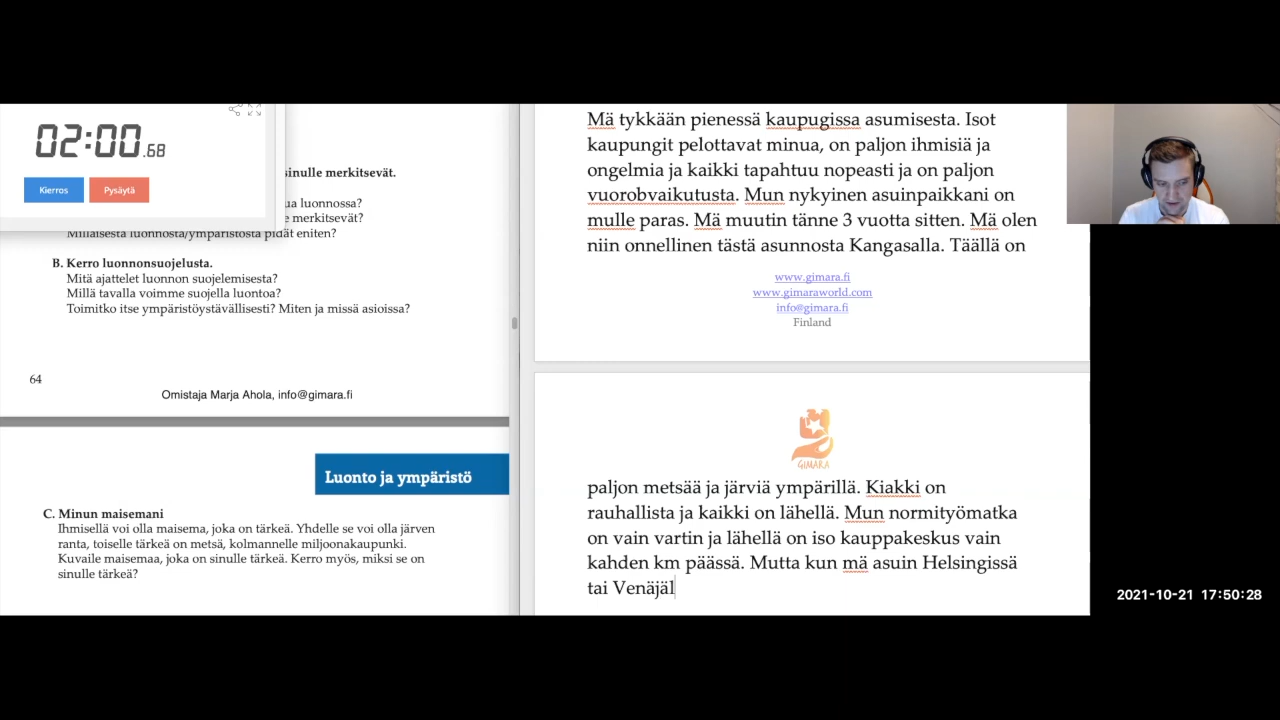 02:00.68
Kierros
Pysäytä
sinulle merkitsevät.
ua luonnossa?
e merkitsevät?
Millaisesta luonnosta/ympäristöstä pidät eniten?
B. Kerro luonnonsuojelusta.
Mitä ajattelet luonnon suojelemisesta?
Millä tavalla voimme suojella luontoa?
Toimitko itse ympäristöystävällisesti? Miten ja missä asioissa?
64
Omistaja Marja Ahola, info@gimara.fi
Luonto ja ympäristö
C. Minun maisemani
Ihmisellä voi olla maisema, joka on tärkeä. Yhdelle se voi olla järven
ranta, toiselle tärkeä on metsä, kolmannelle miljoonakaupunki.
Kuvaile maisemaa, joka on sinulle tärkeä. Kerro myös, miksi se on
sinulle tärkeä?
Mä tykkään pienessä kaupugissa asumisesta. Isot
kaupungit pelottavat minua, on paljon ihmisiä ja
ongelmia ja kaikki tapahtuu nopeasti ja on paljon
vuorobvaikutusta. Mun nykyinen asuinpaikkani on
mulle paras. Mä muutin tänne 3 vuotta sitten. Mä olen
niin onnellinen tästä asunnosta Kangasalla. Täällä on
www.gimara.fi
www.gimaraworld.com
info@gimara.fi
Finland
GIMARA
paljon metsää ja järviä ympärillä. Kiakki on
rauhallista ja kaikki on lähellä. Mun normityömatka
on vain vartin ja lähellä on iso kauppakeskus vain
kahden km päässä. Mutta kun mä asuin Helsingissä
tai Venäjäl
2021-10-21 17:50:28